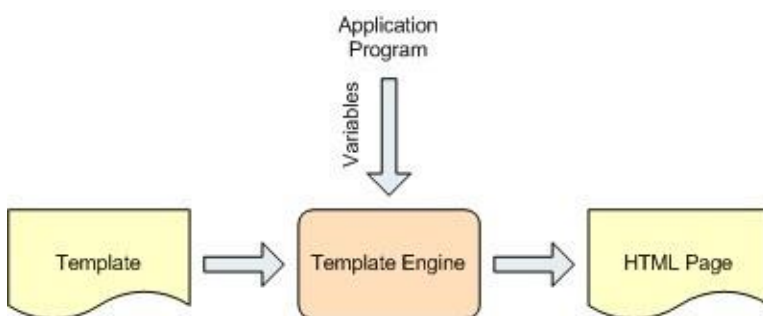 Application
Program
Variables
Template
Template Engine
HTML Page